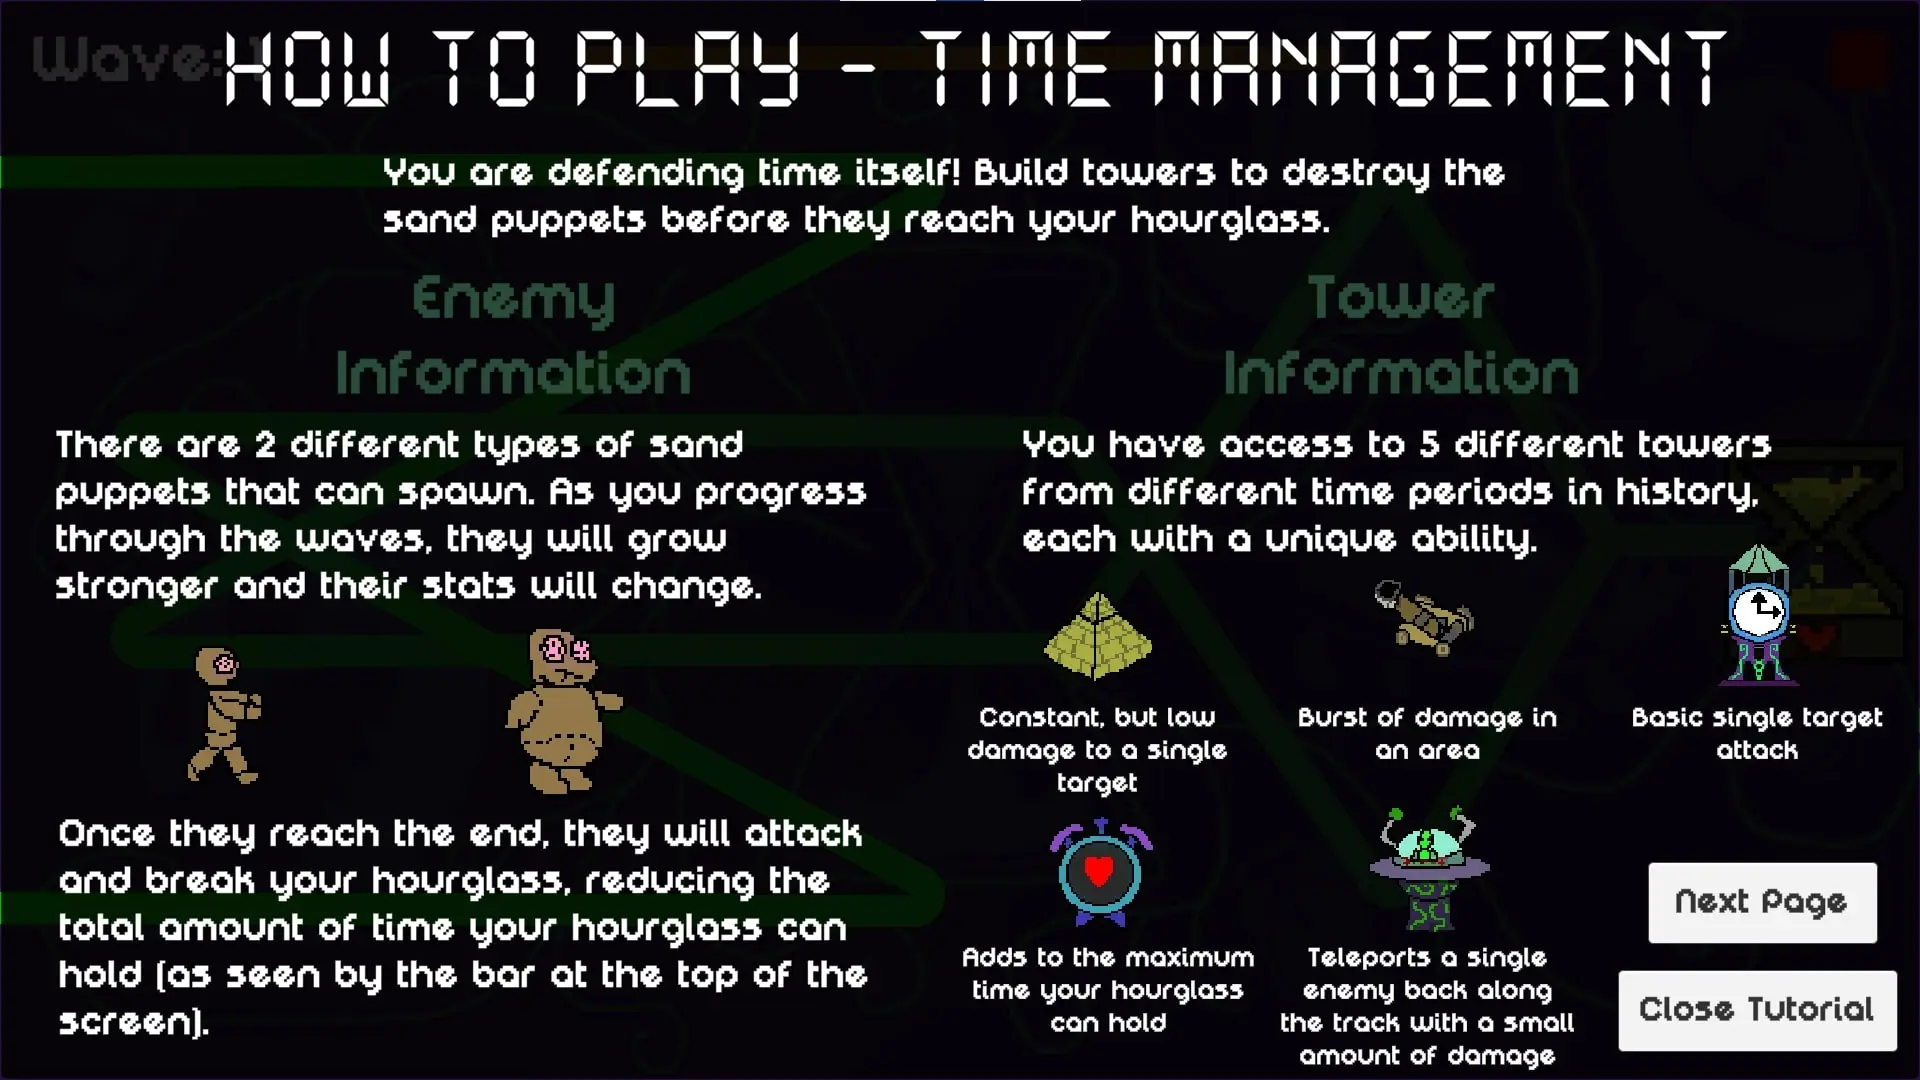 Wave: 1
HOW TO PLAY - TIME MANAGEMENT
You are defending time itself! Build towers to destroy the
sand puppets before they reach your hourglass.
Enemy
Information
There are 2 different types of sand
puppets that can spawn. As you progress
through the waves, they will grow
stronger and their stats will change.
Once they reach the end, they will attack
and break your hourglass, reducing the
total amount of time your hourglass can
hold (as seen by the bar at the top of the
screen).
Tower
Information
You have access to 5 different towers
from different time periods in history,
each with a unique ability.
Constant, but low
damage to a single
target
Burst of damage in
an area
Basic single target
attack
Adds to the maximum
time your hourglass
can hold
Teleports a single
enemy back along
the track with a small
amount of damage
Next Page
Close Tutorial